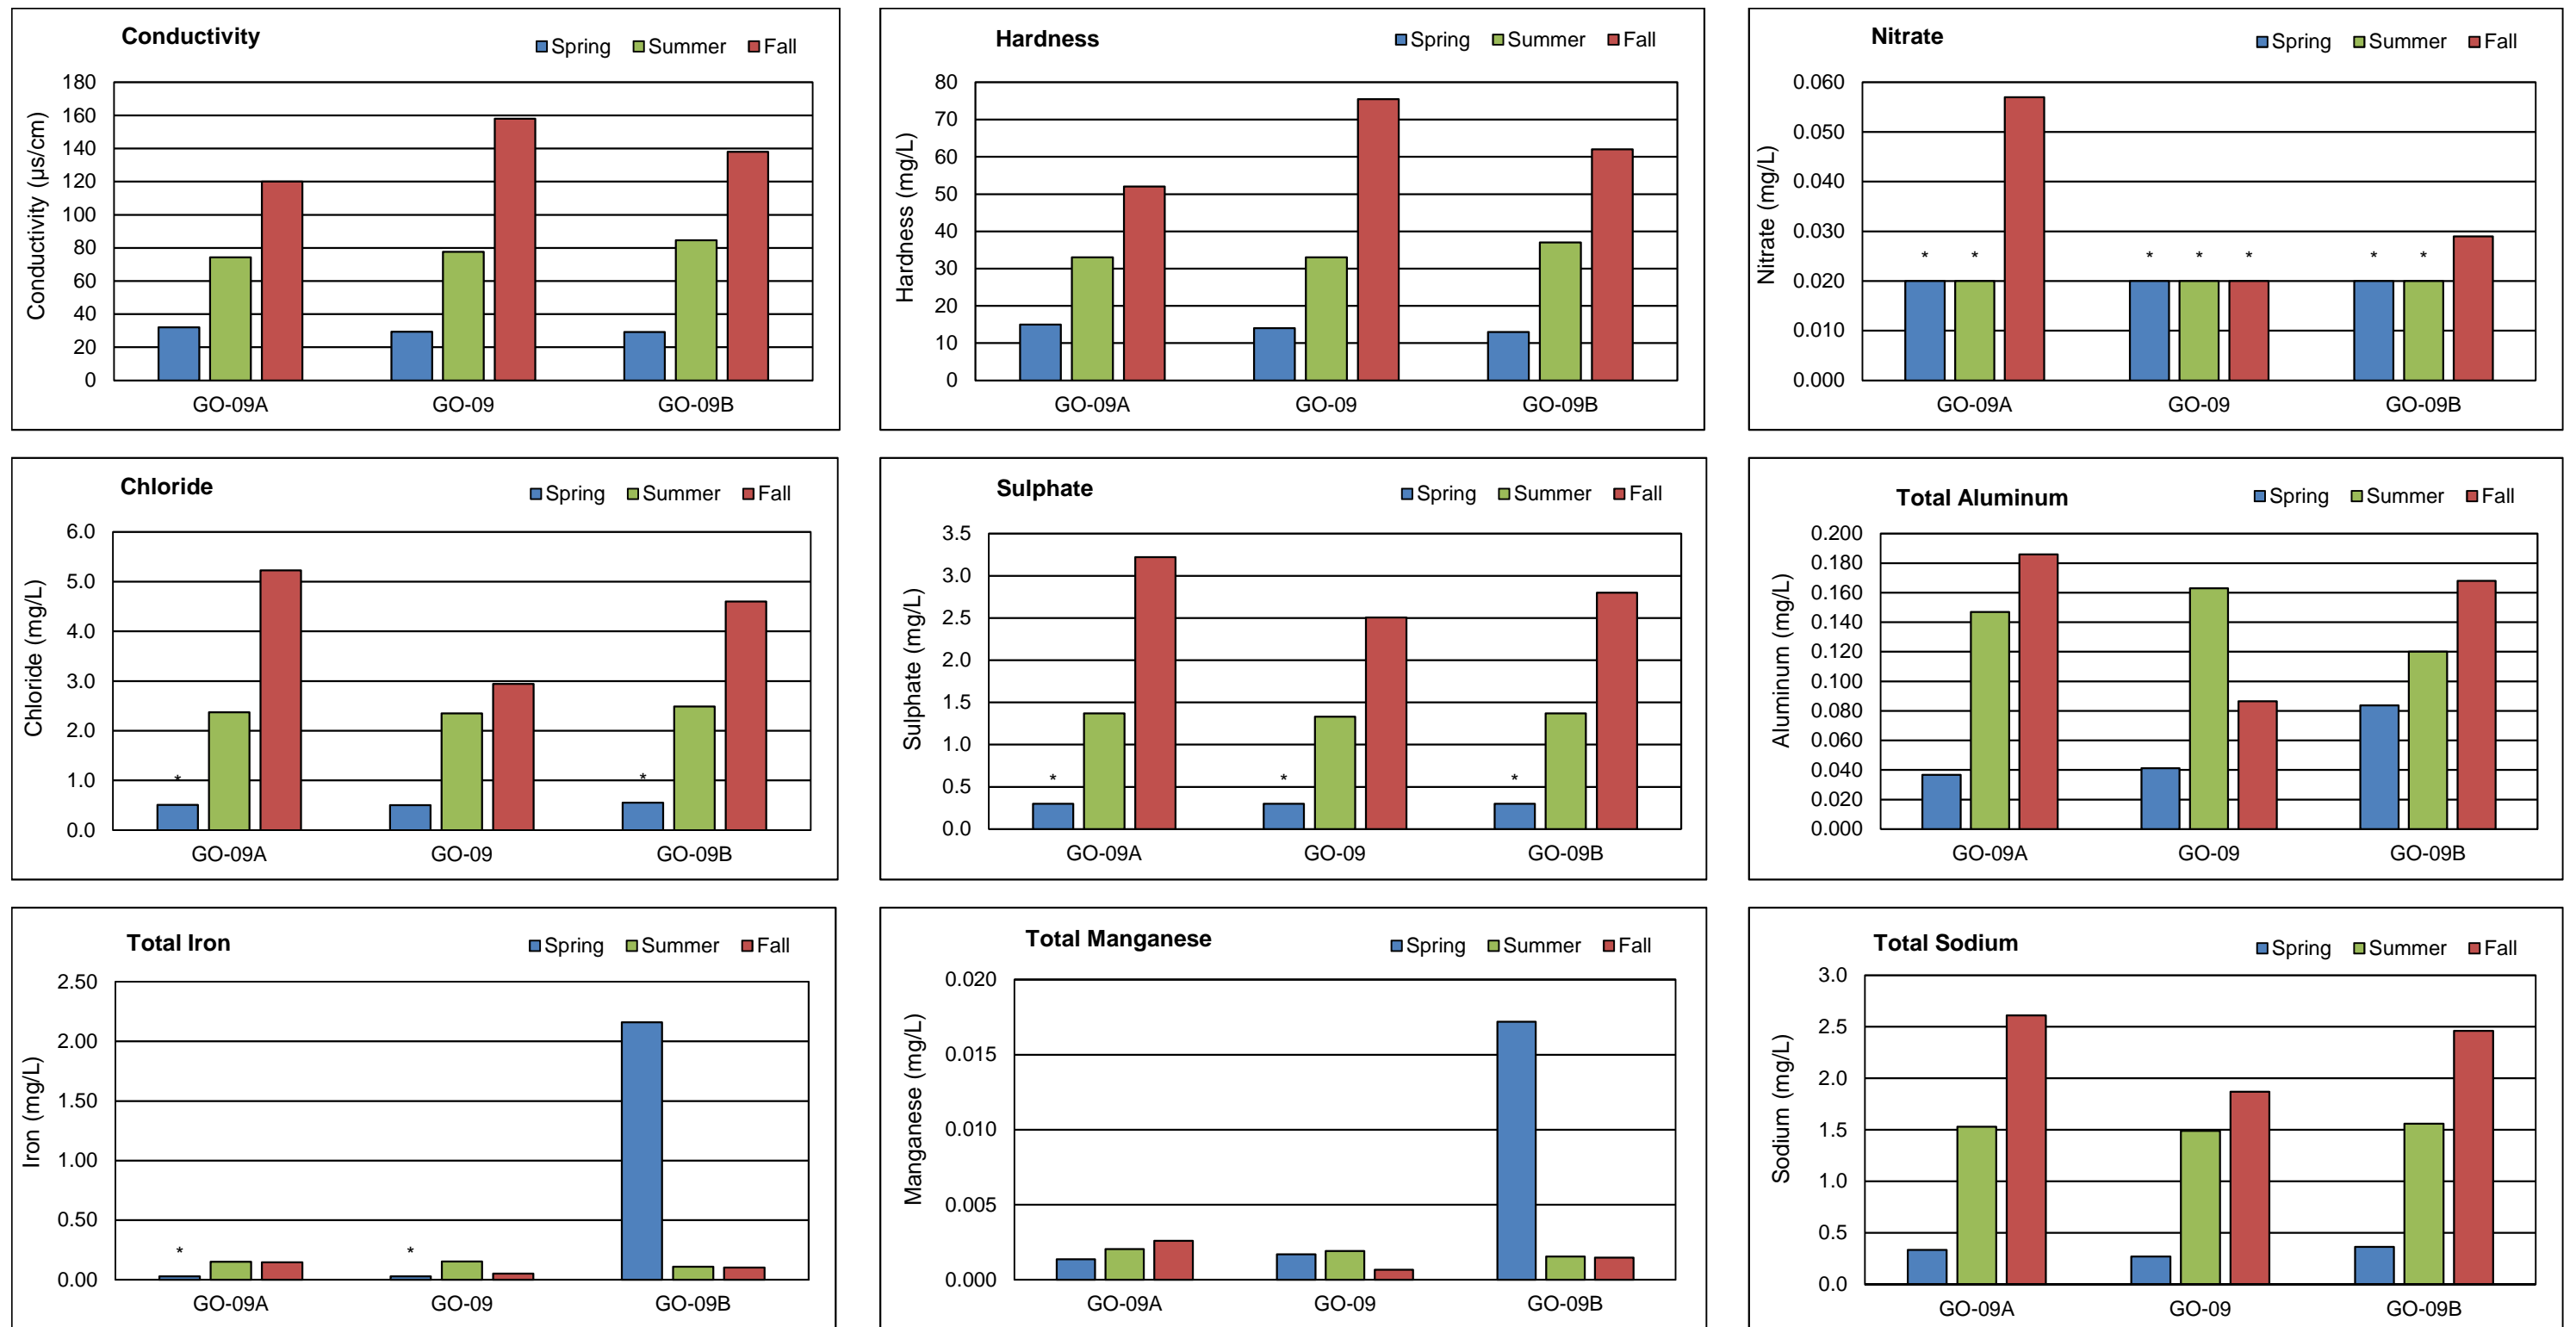 Conductivity
Spring Summer Fall
Conductivity (µs/cm)
180
160
140
120
100
80
60
40
20
0
GO-09A GO-09 GO-09B
Hardness
Spring Summer Fall
Hardness (mg/L)
80
70
60
50
40
30
20
10
0
GO-09A GO-09 GO-09B
Nitrate
Spring Summer Fall
Nitrate (mg/L)
0.060
0.050
0.040
0.030
* * * * * * *
0.020
0.010
0.000
GO-09A GO-09 GO-09B
Chloride
Spring Summer Fall
Chloride (mg/L)
6.0
5.0
4.0
3.0
2.0
1.0
* *
0.0
GO-09A GO-09 GO-09B
Sulphate
Spring Summer Fall
Sulphate (mg/L)
3.5
3.0
2.5
2.0
1.5
1.0
* * *
0.5
0.0
GO-09A GO-09 GO-09B
Total Aluminum
Spring Summer Fall
Aluminum (mg/L)
0.200
0.180
0.160
0.140
0.120
0.100
0.080
0.060
0.040
0.020
0.000
GO-09A GO-09 GO-09B
Total Iron
Spring Summer Fall
Iron (mg/L)
2.50
2.00
1.50
1.00
0.50
* *
0.00
GO-09A GO-09 GO-09B
Total Manganese
Spring Summer Fall
Manganese (mg/L)
0.020
0.015
0.010
0.005
0.000
GO-09A GO-09 GO-09B
Total Sodium
Spring Summer Fall
Sodium (mg/L)
3.0
2.5
2.0
1.5
1.0
0.5
0.0
GO-09A GO-09 GO-09B